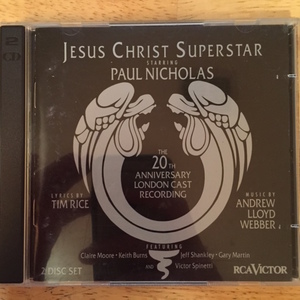 2
CD
JESUS CHRIST SUPERSTAR
STARRING
PAUL NICHOLAS
THE
20TH
ANNIVERSARY
LONDON CAST
RECORDING
LYRICS BY
TIM RICE
MUSIC BY
ANDREW
LLOYD
WEBBER
FEATURING
Claire Moore • Keith Burns
Jeff Shankley • Gary Martin
AND Victor Spinetti
2 DISC SET
RCA VICTOR